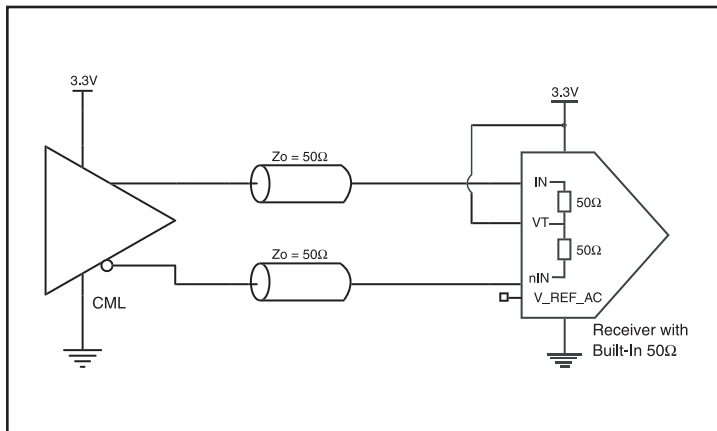 3.3V
3.3V
Zo = 50Ω
IN
50Ω
VT
50Ω
Zo = 50Ω
nIN
V_REF_AC
CML
Receiver with
Built-In 50Ω